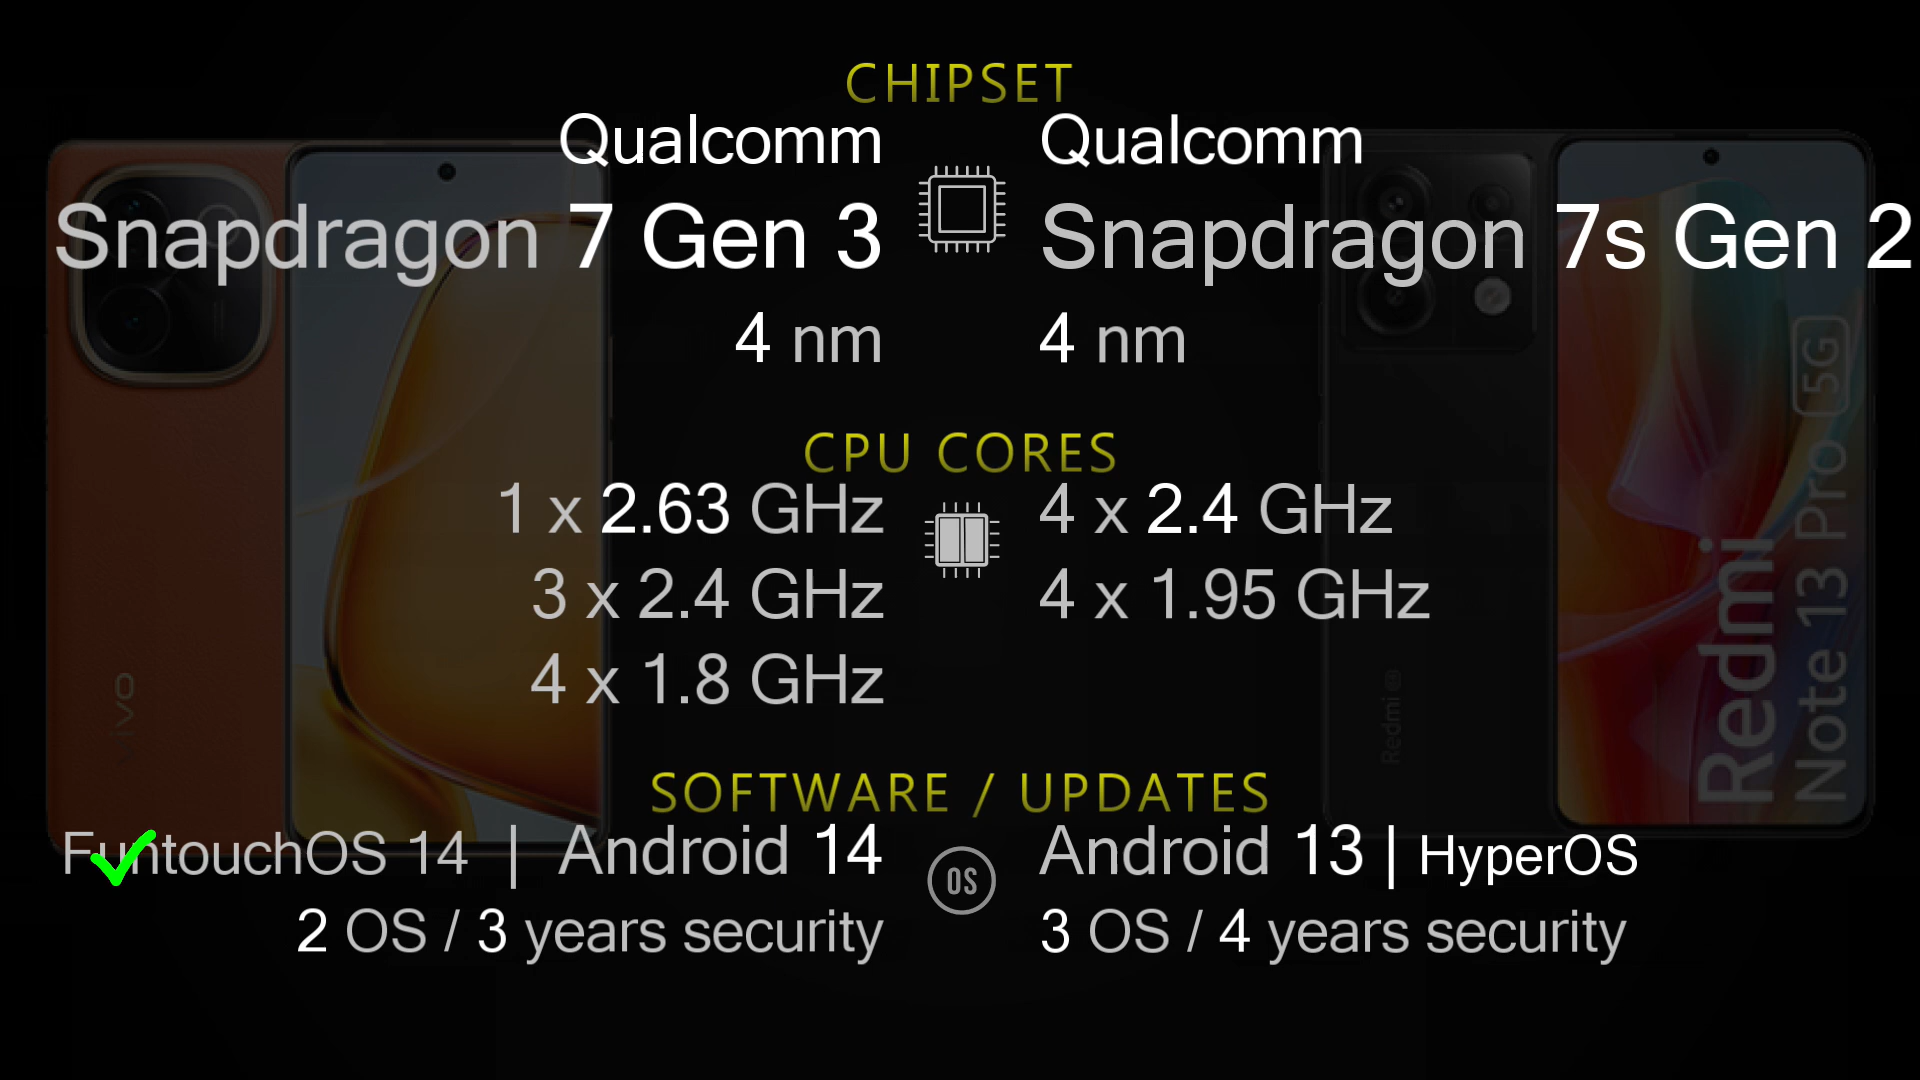 CHIPSET
Qualcomm Qualcomm
Snapdragon 7 Gen 3 Snapdragon 7s Gen 2
4 nm 4 nm
CPU CORES
1 x 2.63 GHz 4 x 2.4 GHz
3 x 2.4 GHz 4 x 1.95 GHz
4 x 1.8 GHz
SOFTWARE / UPDATES
FuntouchOS 14 | Android 14 OS Android 13 | HyperOS
2 OS / 3 years security 3 OS / 4 years security
vivo
Redmi
Redmi
Note 13 Pro 5G